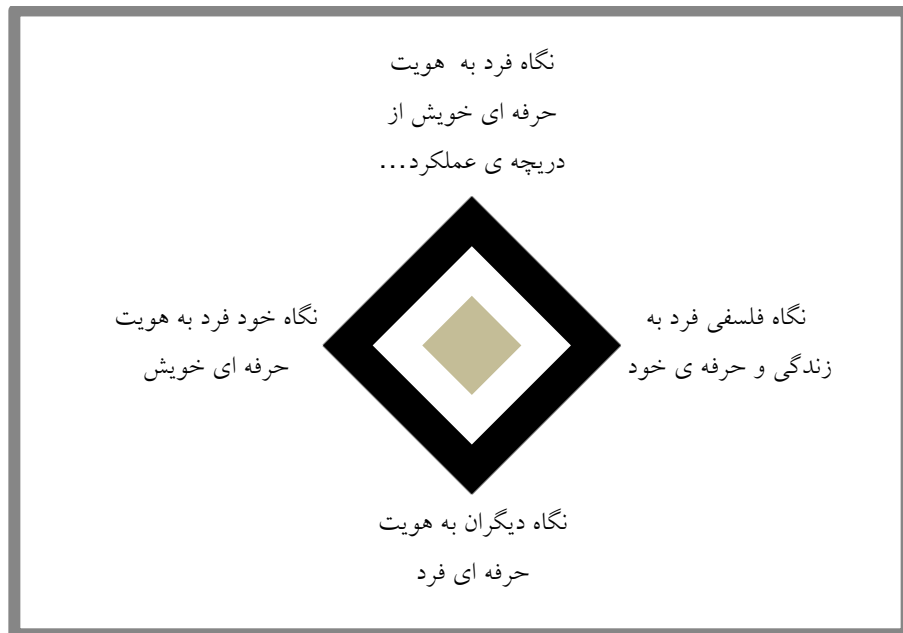 نگاه فرد به هویت
حرفه ای خویش از
دریچه ی عملکرد...
نگاه فلسفی فرد به
زندگی و حرفه ی خود
نگاه خود فرد به هویت
حرفه ای خویش
نگاه دیگران به هویت
حرفه ای فرد